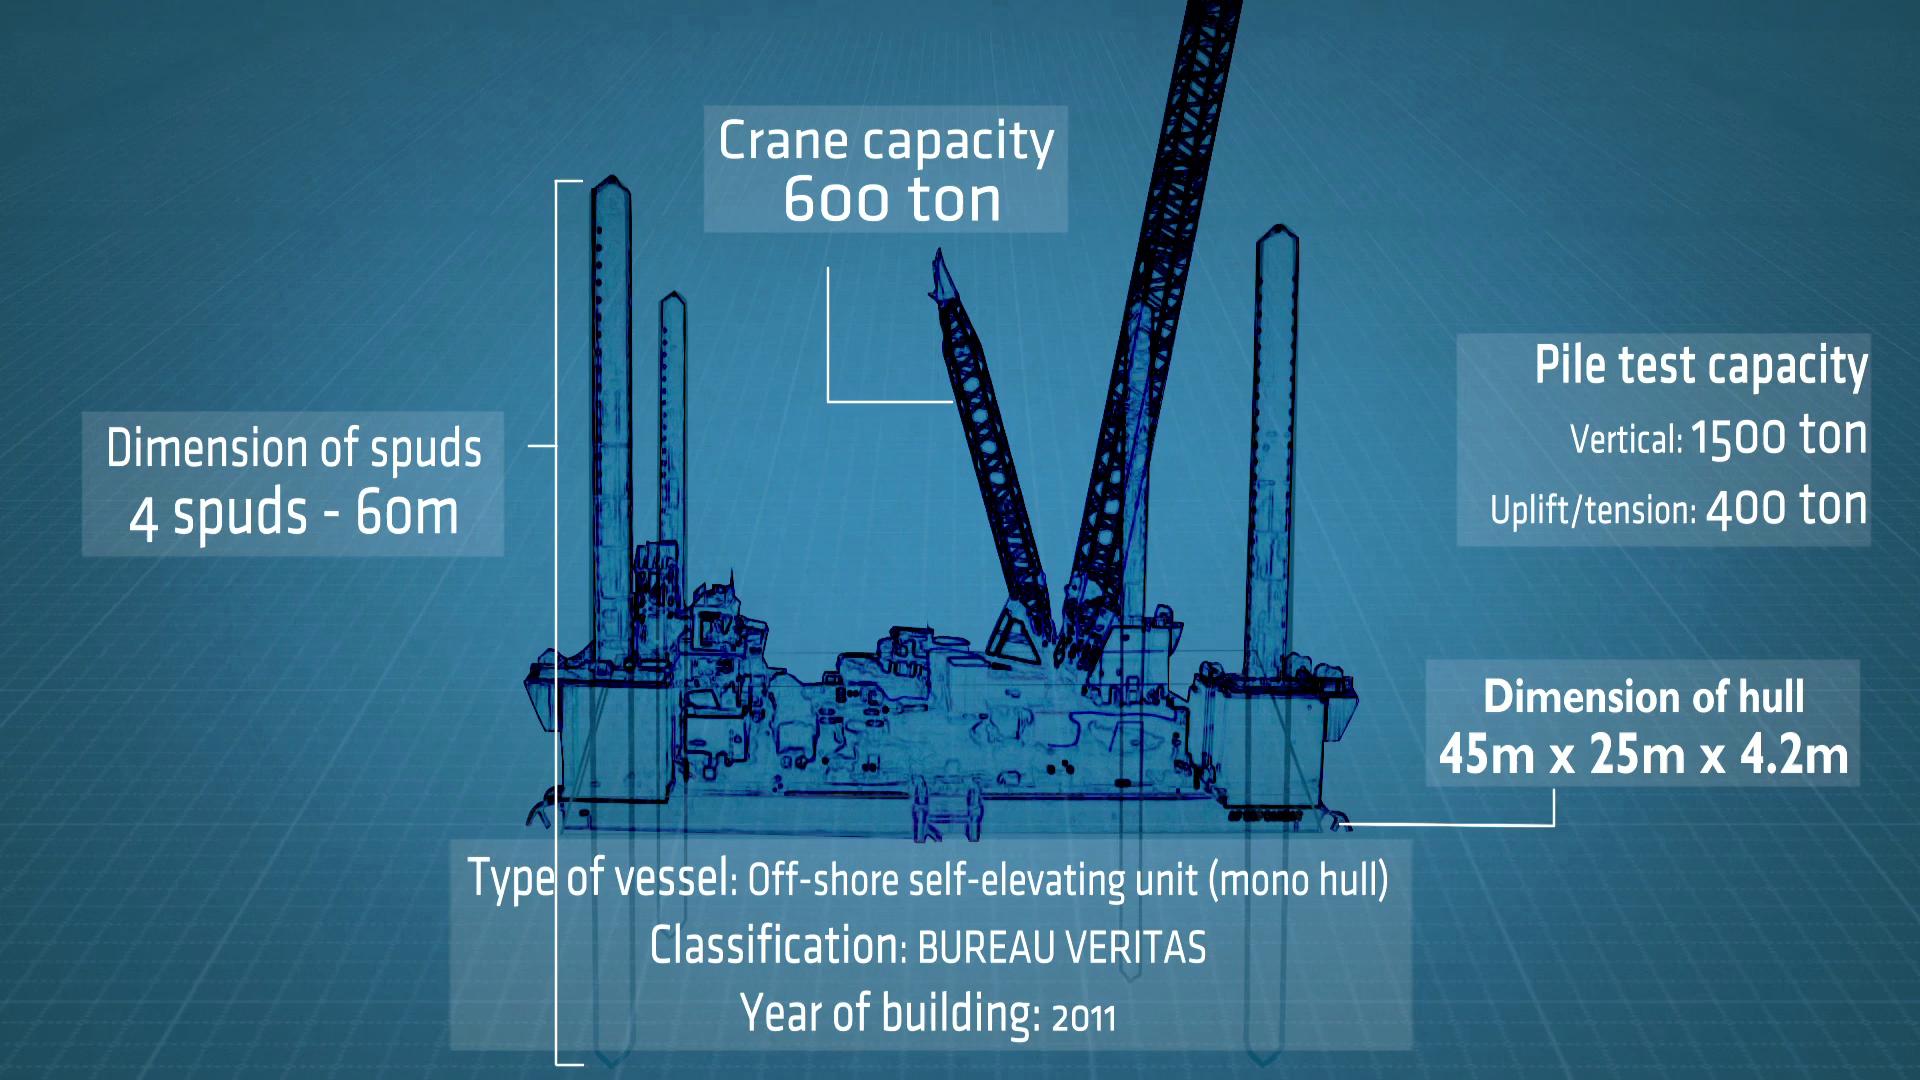 Crane capacity
600 ton
Dimension of spuds
4 spuds - 60m
Pile test capacity
Vertical: 1500 ton
Uplift/tension: 400 ton
Dimension of hull
45m x 25m x 4.2m
Type of vessel: Off-shore self-elevating unit (mono hull)
Classification: BUREAU VERITAS
Year of building: 2011